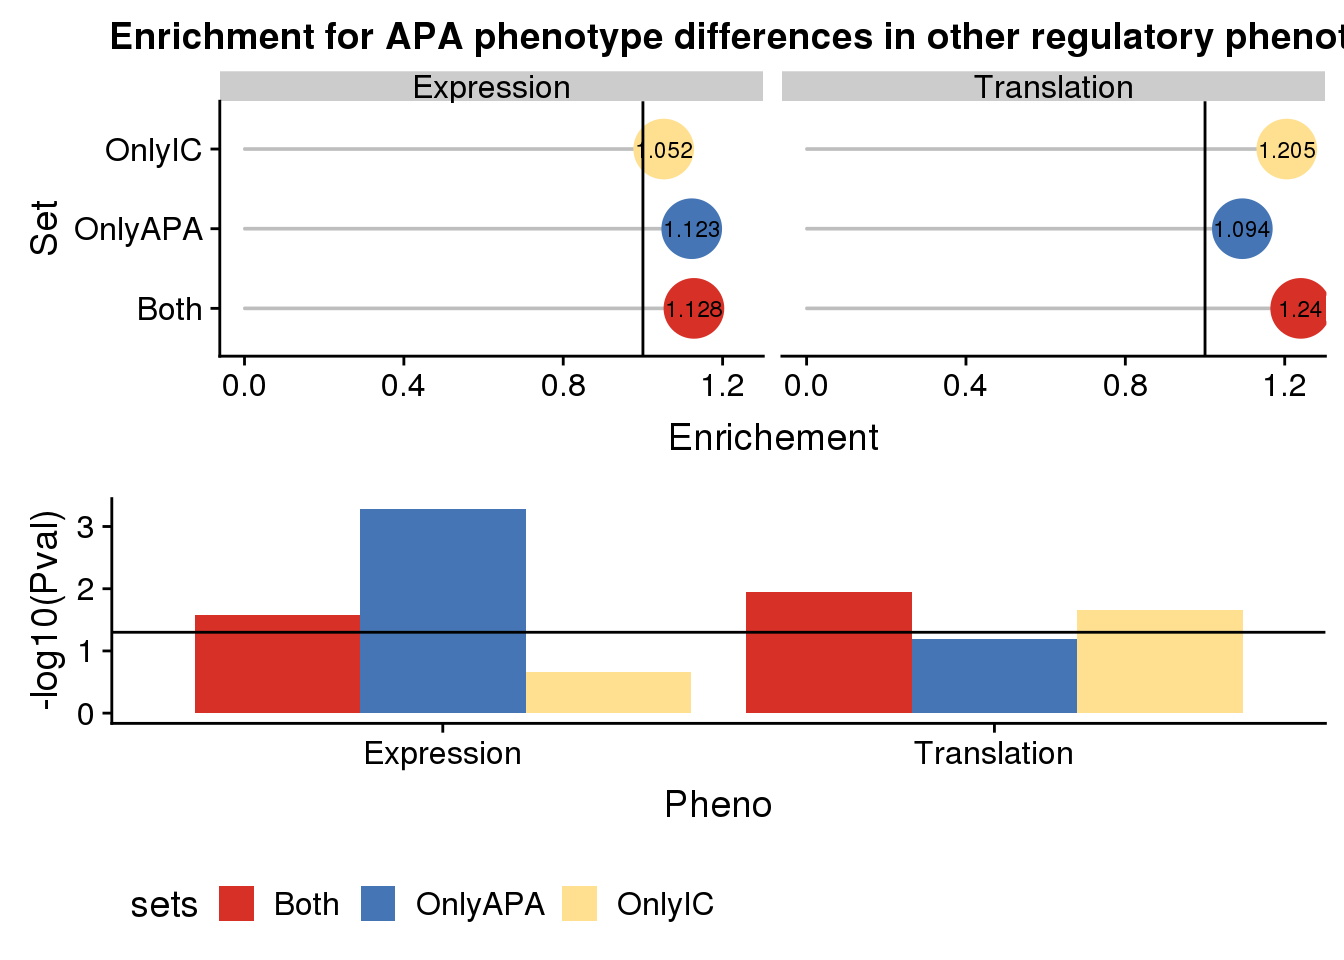 Enrichment for APA phenotype differences in other regulatory phenot
Expression Translation
Set
OnlyIC 1.052 1.205
OnlyAPA 1.123 1.094
Both 1.128 1.24
0.0 0.4 0.8 1.2 0.0 0.4 0.8 1.2
Enrichement
-log10(Pval)
3
2
1
0
Expression Translation
Pheno
sets Both OnlyAPA OnlyIC